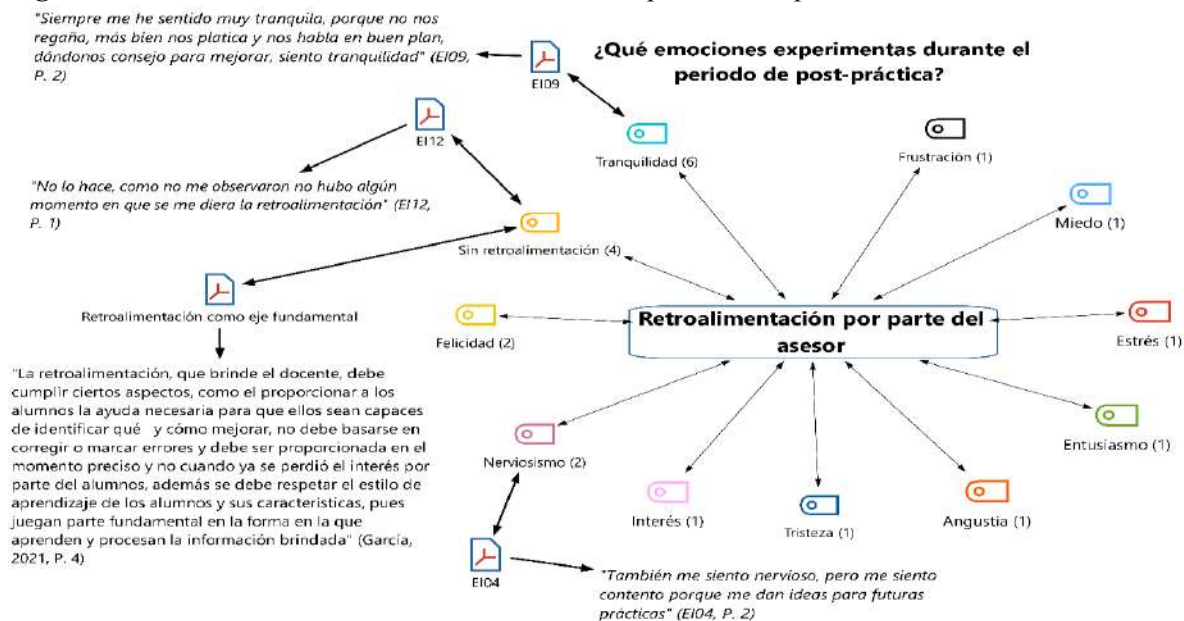 "Siempre me he sentido muy tranquila, porque no nos
regaña, más bien nos platica y nos habla en buen plan,
dándonos consejo para mejorar, siento tranquilidad" (EI09,
P. 2)
EI09
¿Qué emociones experimentas durante el
periodo de post-práctica?
EI12
Tranquilidad (6)
Frustración (1)
"No lo hace, como no me observaron no hubo algún
momento en que se me diera la retroalimentación" (EI12,
P. 1)
Miedo (1)
Sin retroalimentación (4)
Retroalimentación como eje fundamental
Felicidad (2)
Retroalimentación por parte del
asesor
Estrés (1)
"La retroalimentación, que brinde el docente, debe
cumplir ciertos aspectos, como el proporcionar a los
alumnos la ayuda necesaria para que ellos sean capaces
de identificar qué y cómo mejorar, no debe basarse en
corregir o marcar errores y debe ser proporcionada en el
momento preciso y no cuando ya se perdió el interés por
parte del alumnos, además se debe respetar el estilo de
aprendizaje de los alumnos y sus características, pues
juegan parte fundamental en la forma en la que
aprenden y procesan la información brindada" (García,
2021, P. 4)
Nerviosismo (2)
Entusiasmo (1)
Interés (1)
Tristeza (1)
Angustia (1)
EI04
"También me siento nervioso, pero me siento
contento porque me dan ideas para futuras
prácticas" (EI04, P. 2)